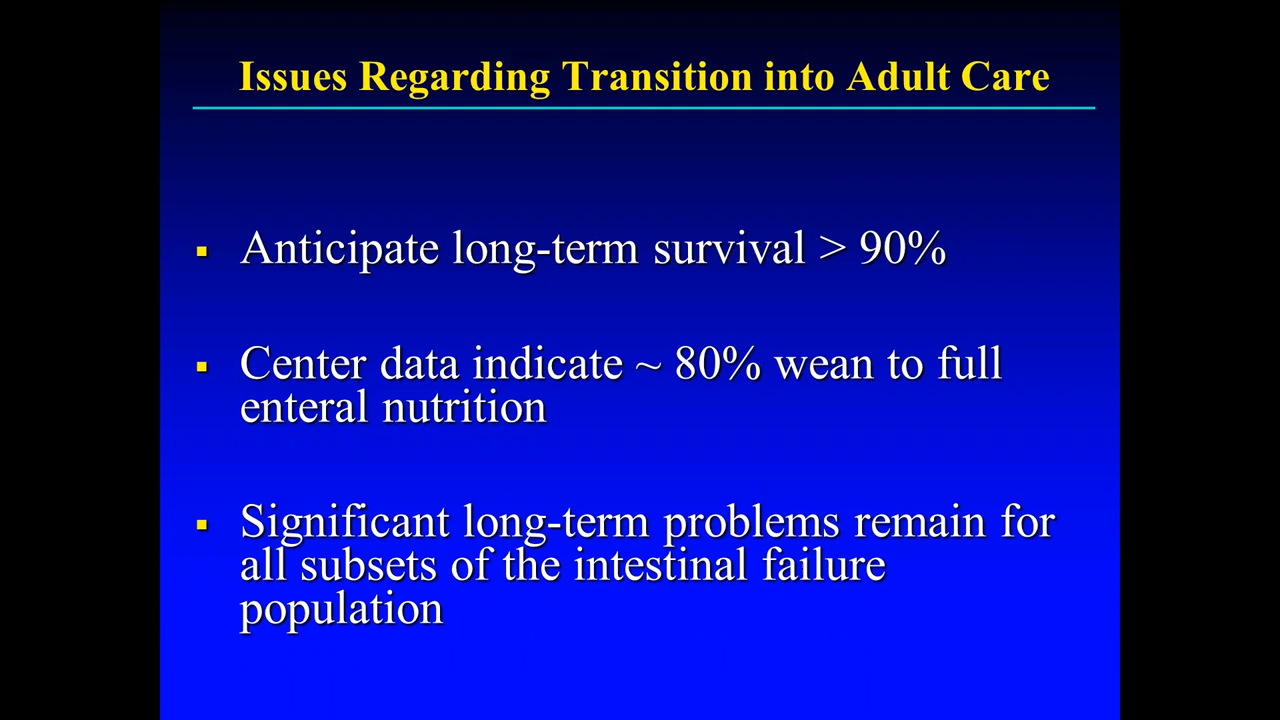 Issues Regarding Transition into Adult Care
▪ Anticipate long-term survival > 90%
▪ Center data indicate ~ 80% wean to full
enteral nutrition
▪ Significant long-term problems remain for
all subsets of the intestinal failure
population